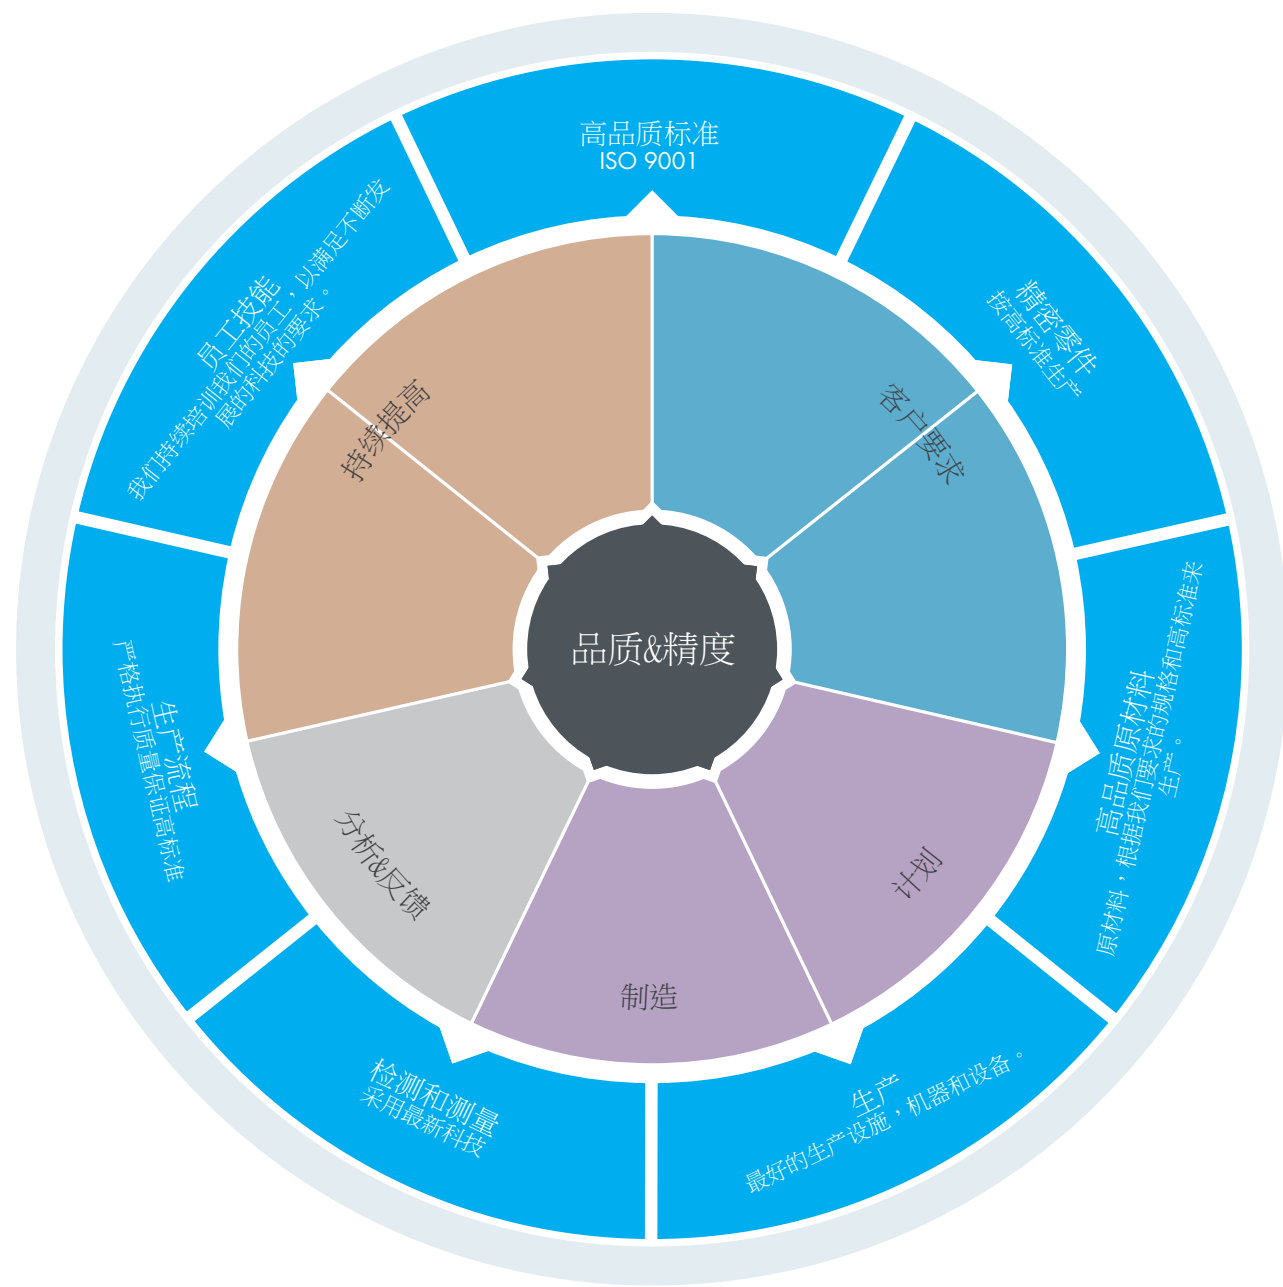 高品质标准
ISO 9001
精密零件
按高标准生产
高品质原材料
原材料，根据我们要求的规格和高标准来
生产。
生产
最好的生产设施，机器和设备。
检测和测量
采用最新科技
生产流程
严格执行质量保证高标准
员工技能
我们持续培训我们的员工，以满足不断发
展的科技的要求。
客户要求
计划
制造
分析&反馈
持续提高
品质&精度